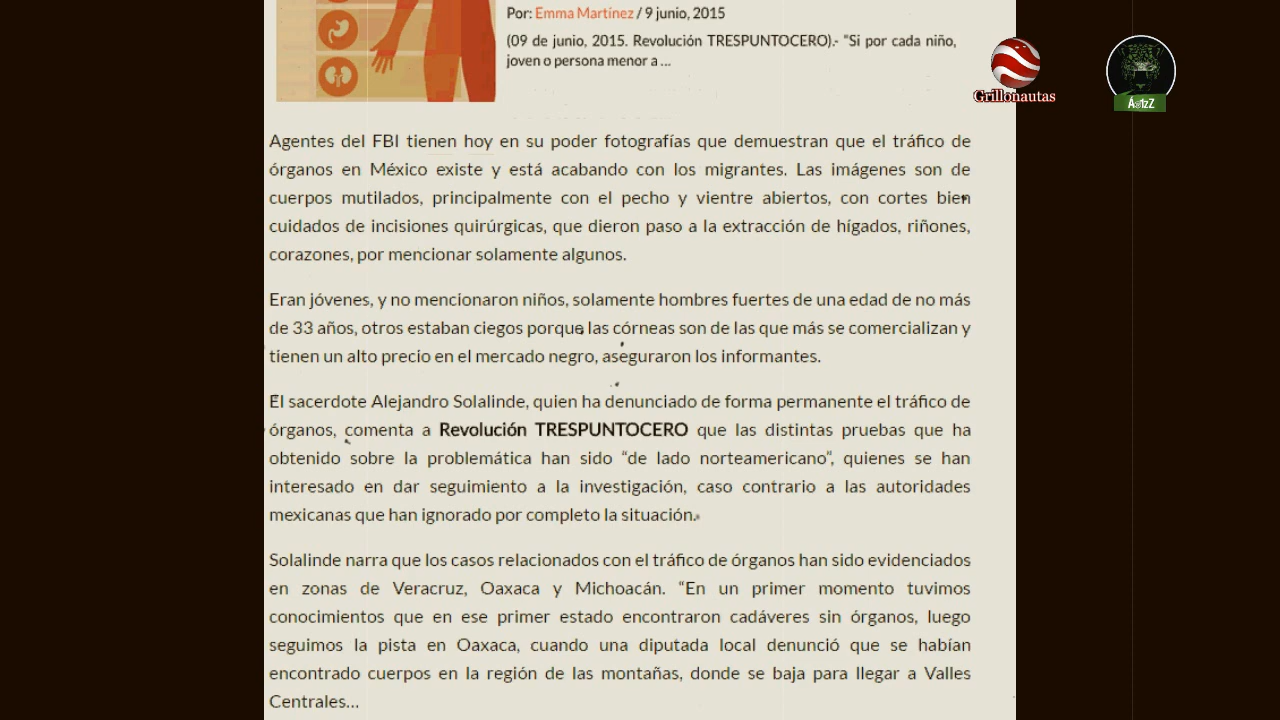 Por: Emma Martínez / 9 junio, 2015
(09 de junio, 2015. Revolución TRESPUNTOCERO).- “Si por cada niño,
joven o persona menor a ...
Grillonautas
Agentes del FBI tienen hoy en su poder fotografías que demuestran que el tráfico de
órganos en México existe y está acabando con los migrantes. Las imágenes son de
cuerpos mutilados, principalmente con el pecho y vientre abiertos, con cortes bien
cuidados de incisiones quirúrgicas, que dieron paso a la extracción de hígados, riñones,
corazones, por mencionar solamente algunos.
Eran jóvenes, y no mencionaron niños, solamente hombres fuertes de una edad de no más
de 33 años, otros estaban ciegos porque las córneas son de las que más se comercializan y
tienen un alto precio en el mercado negro, aseguraron los informantes.
El sacerdote Alejandro Solalinde, quien ha denunciado de forma permanente el tráfico de
órganos, comenta a Revolución TRESPUNTOCERO que las distintas pruebas que ha
obtenido sobre la problemática han sido “de lado norteamericano”, quienes se han
interesado en dar seguimiento a la investigación, caso contrario a las autoridades
mexicanas que han ignorado por completo la situación.
Solalinde narra que los casos relacionados con el tráfico de órganos han sido evidenciados
en zonas de Veracruz, Oaxaca y Michoacán. “En un primer momento tuvimos
conocimientos que en ese primer estado encontraron cadáveres sin órganos, luego
seguimos la pista en Oaxaca, cuando una diputada local denunció que se habían
encontrado cuerpos en la región de las montañas, donde se baja para llegar a Valles
Centrales...